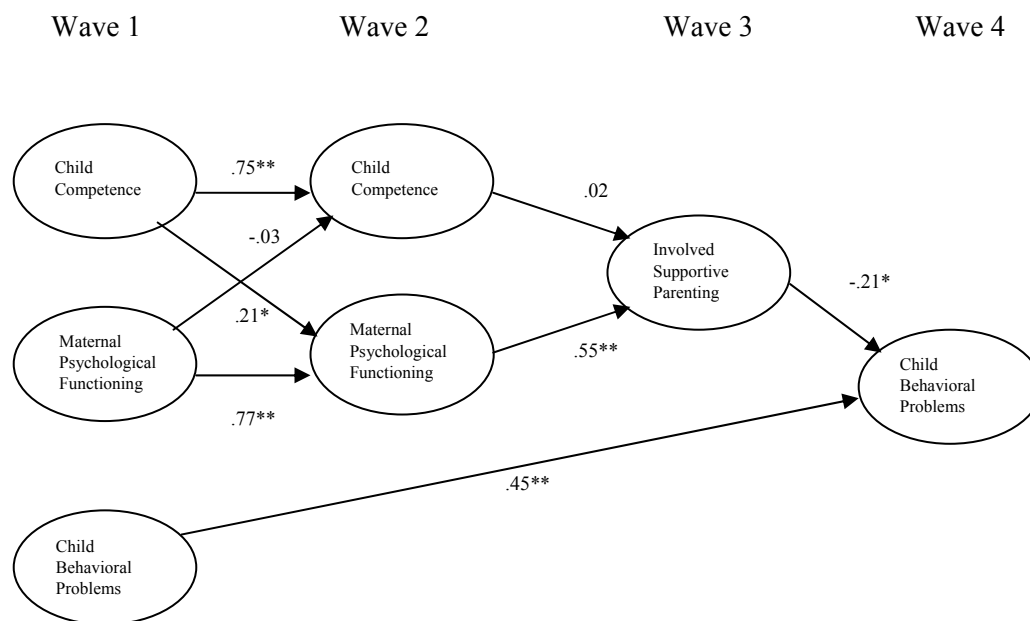 Wave 1
Wave 2
Wave 3
Wave 4
Child
Competence
.75**
Child
Competence
.02
-.03
Involved
Supportive
Parenting
-.21*
.21*
Maternal
Psychological
Functioning
Maternal
Psychological
Functioning
.55**
.77**
Child
Behavioral
Problems
.45**
Child
Behavioral
Problems